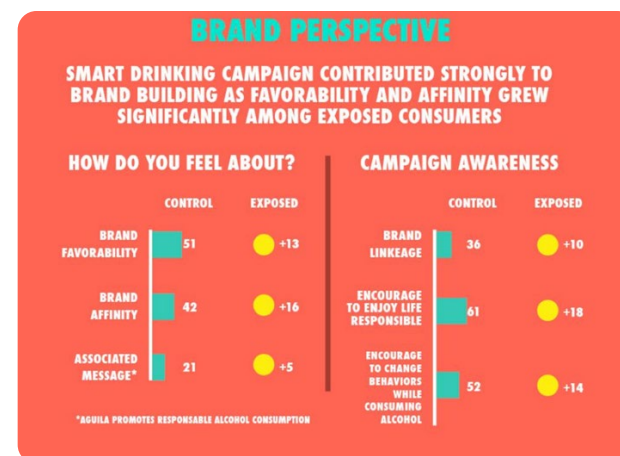 BRAND PERSPECTIVE
SMART DRINKING CAMPAIGN CONTRIBUTED STRONGLY TO
BRAND BUILDING AS FAVORABILITY AND AFFINITY GREW
SIGNIFICANTLY AMONG EXPOSED CONSUMERS
HOW DO YOU FEEL ABOUT?
CONTROL EXPOSED
BRAND
FAVORABILITY
51 +13
BRAND
AFFINITY
42 +16
ASSOCIATED
MESSAGE*
21 +5
*AGUILA PROMOTES RESPONSIBLE ALCOHOL CONSUMPTION
CAMPAIGN AWARENESS
CONTROL EXPOSED
BRAND
LINKEAGE
36 +10
ENCOURAGE
TO ENJOY LIFE
RESPONSIBLE
61 +18
ENCOURAGE
TO CHANGE
BEHAVIORS
WHILE
CONSUMING
ALCOHOL
52 +14